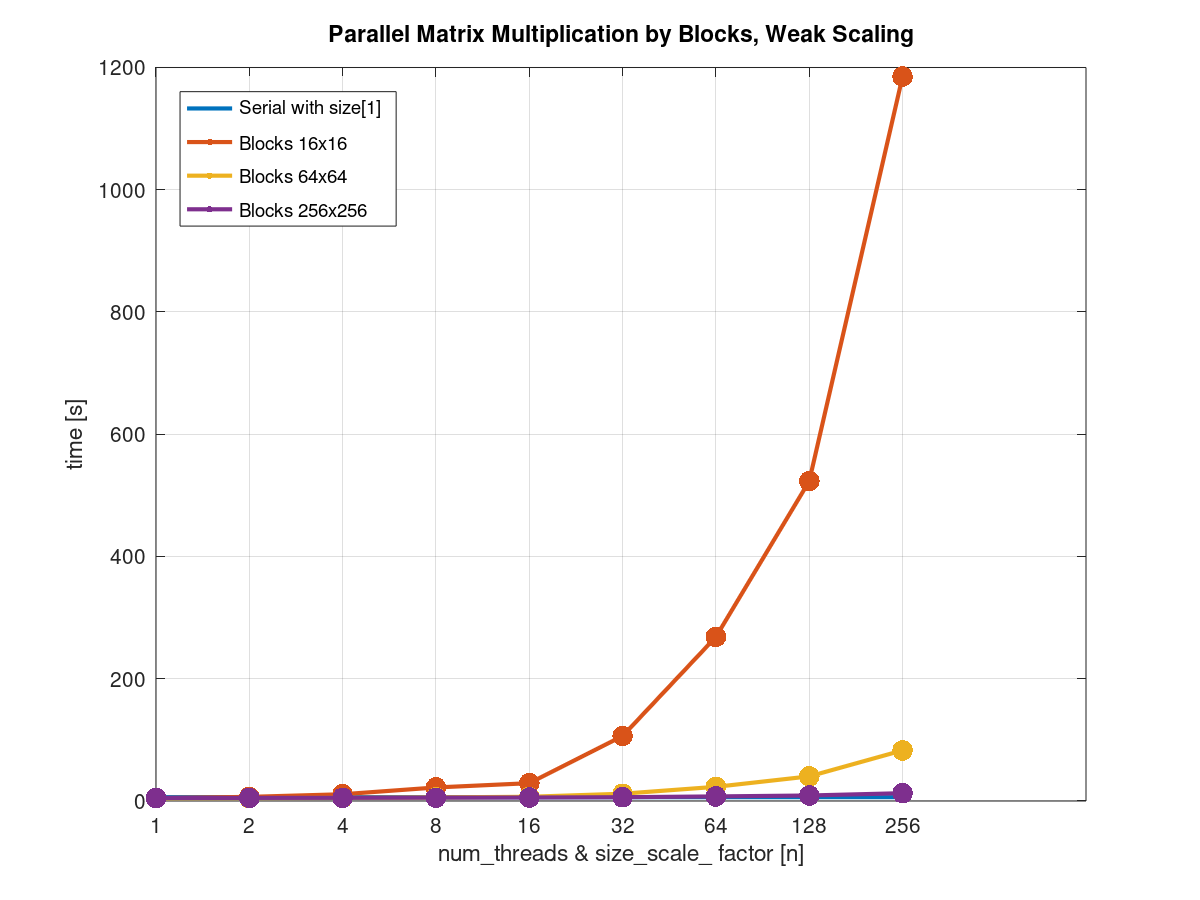 Parallel Matrix Multiplication by Blocks, Weak Scaling
1200
1000
800
600
400
200
0
time [s]
Serial with size[1]
Blocks 16x16
Blocks 64x64
Blocks 256x256
1 2 4 8 16 32 64 128 256
num_threads & size_scale_ factor [n]